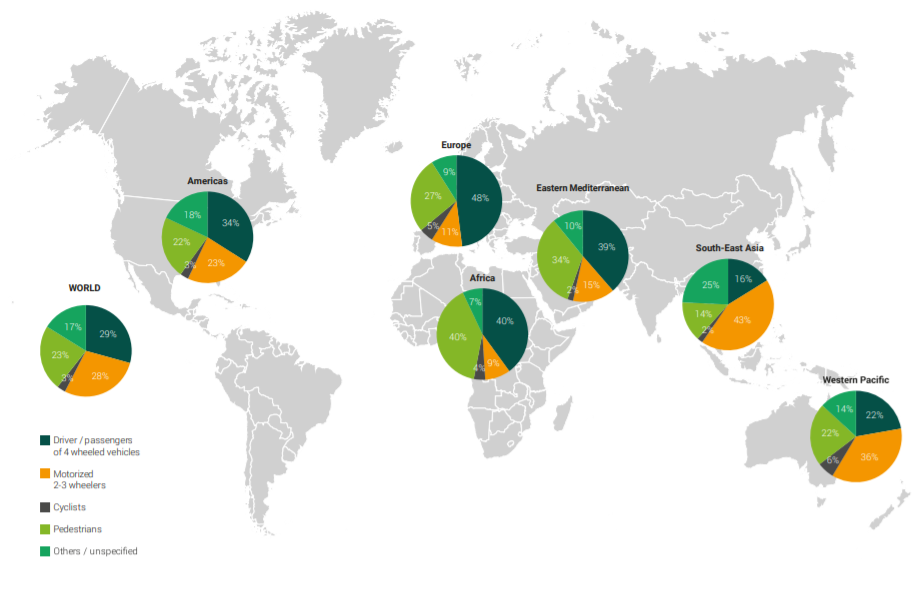 Americas
34%
23%
3%
22%
18%
Europe
48%
11%
5%
27%
9%
Eastern Mediterranean
39%
15%
2%
34%
10%
South-East Asia
16%
43%
2%
14%
25%
Africa
40%
9%
4%
40%
7%
WORLD
29%
28%
3%
23%
17%
Western Pacific
22%
36%
6%
22%
14%
Driver / passengers
of 4 wheeled vehicles
Motorized
2-3 wheelers
Cyclists
Pedestrians
Others / unspecified